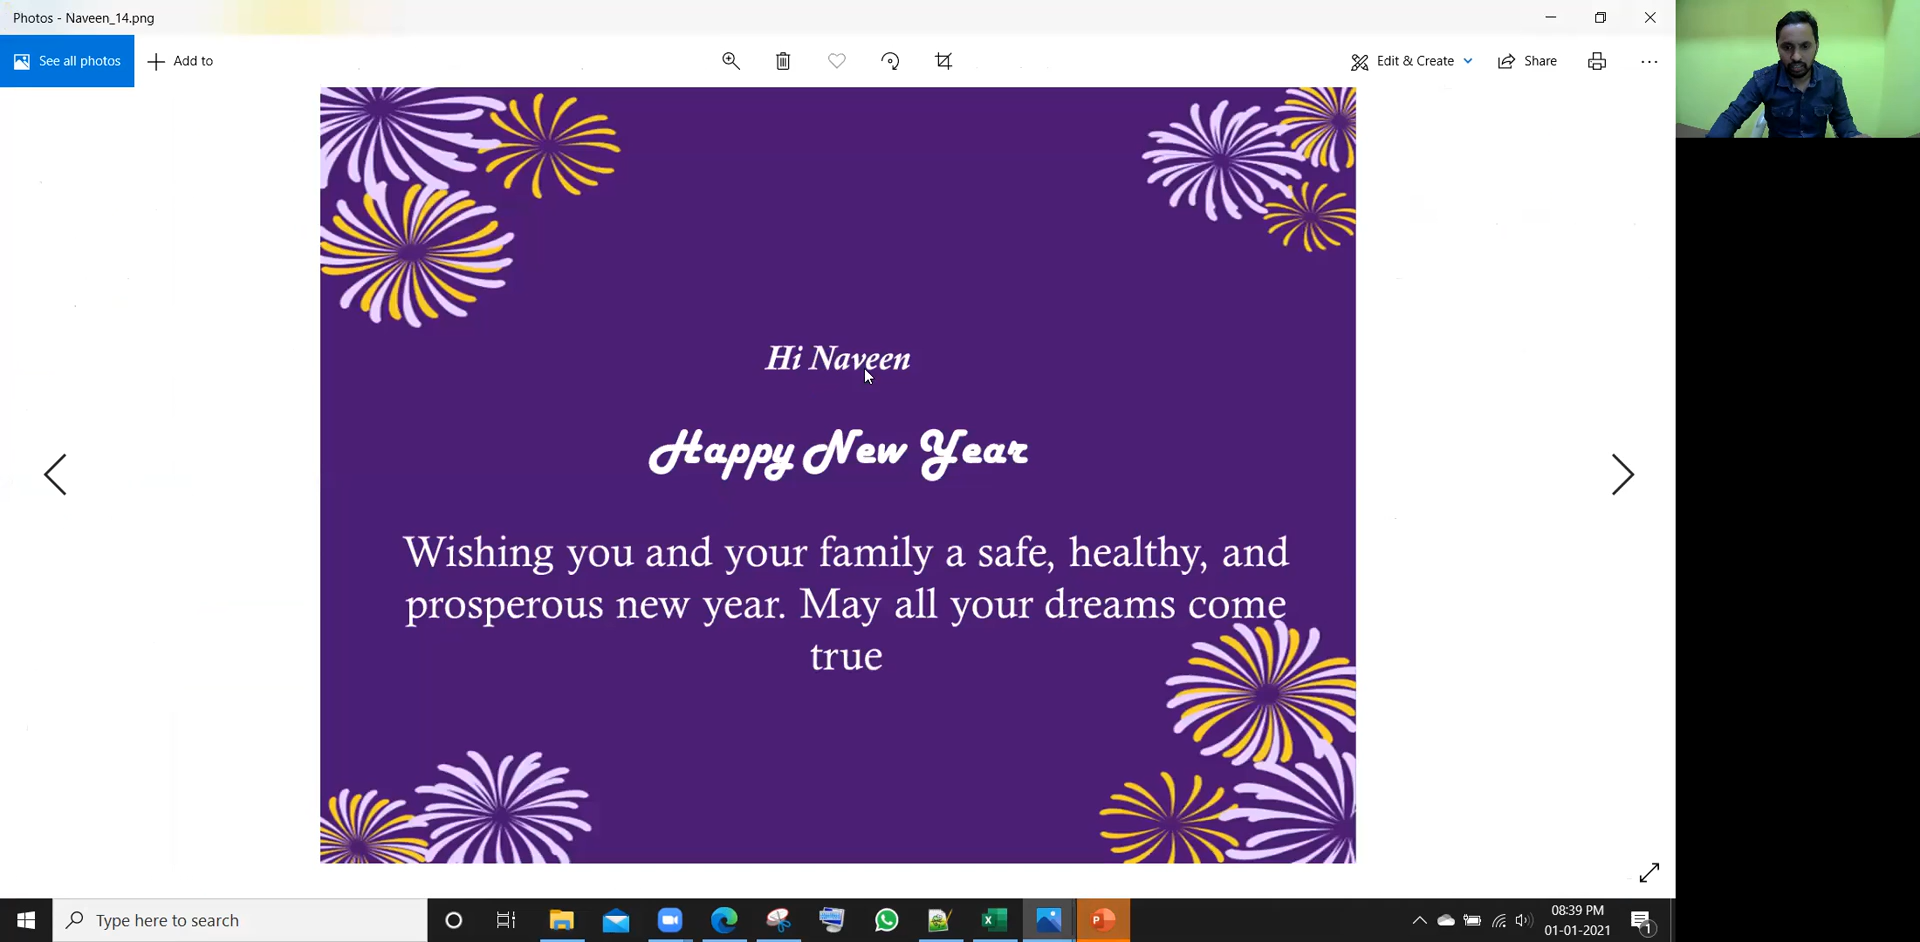 Photos - Naveen_14.png
See all photos
Add to
Edit & Create
Share
Hi Naveen
Happy New Year
Wishing you and your family a safe, healthy, and
prosperous new year. May all your dreams come
true
Type here to search
08:39 PM
01-01-2021
1